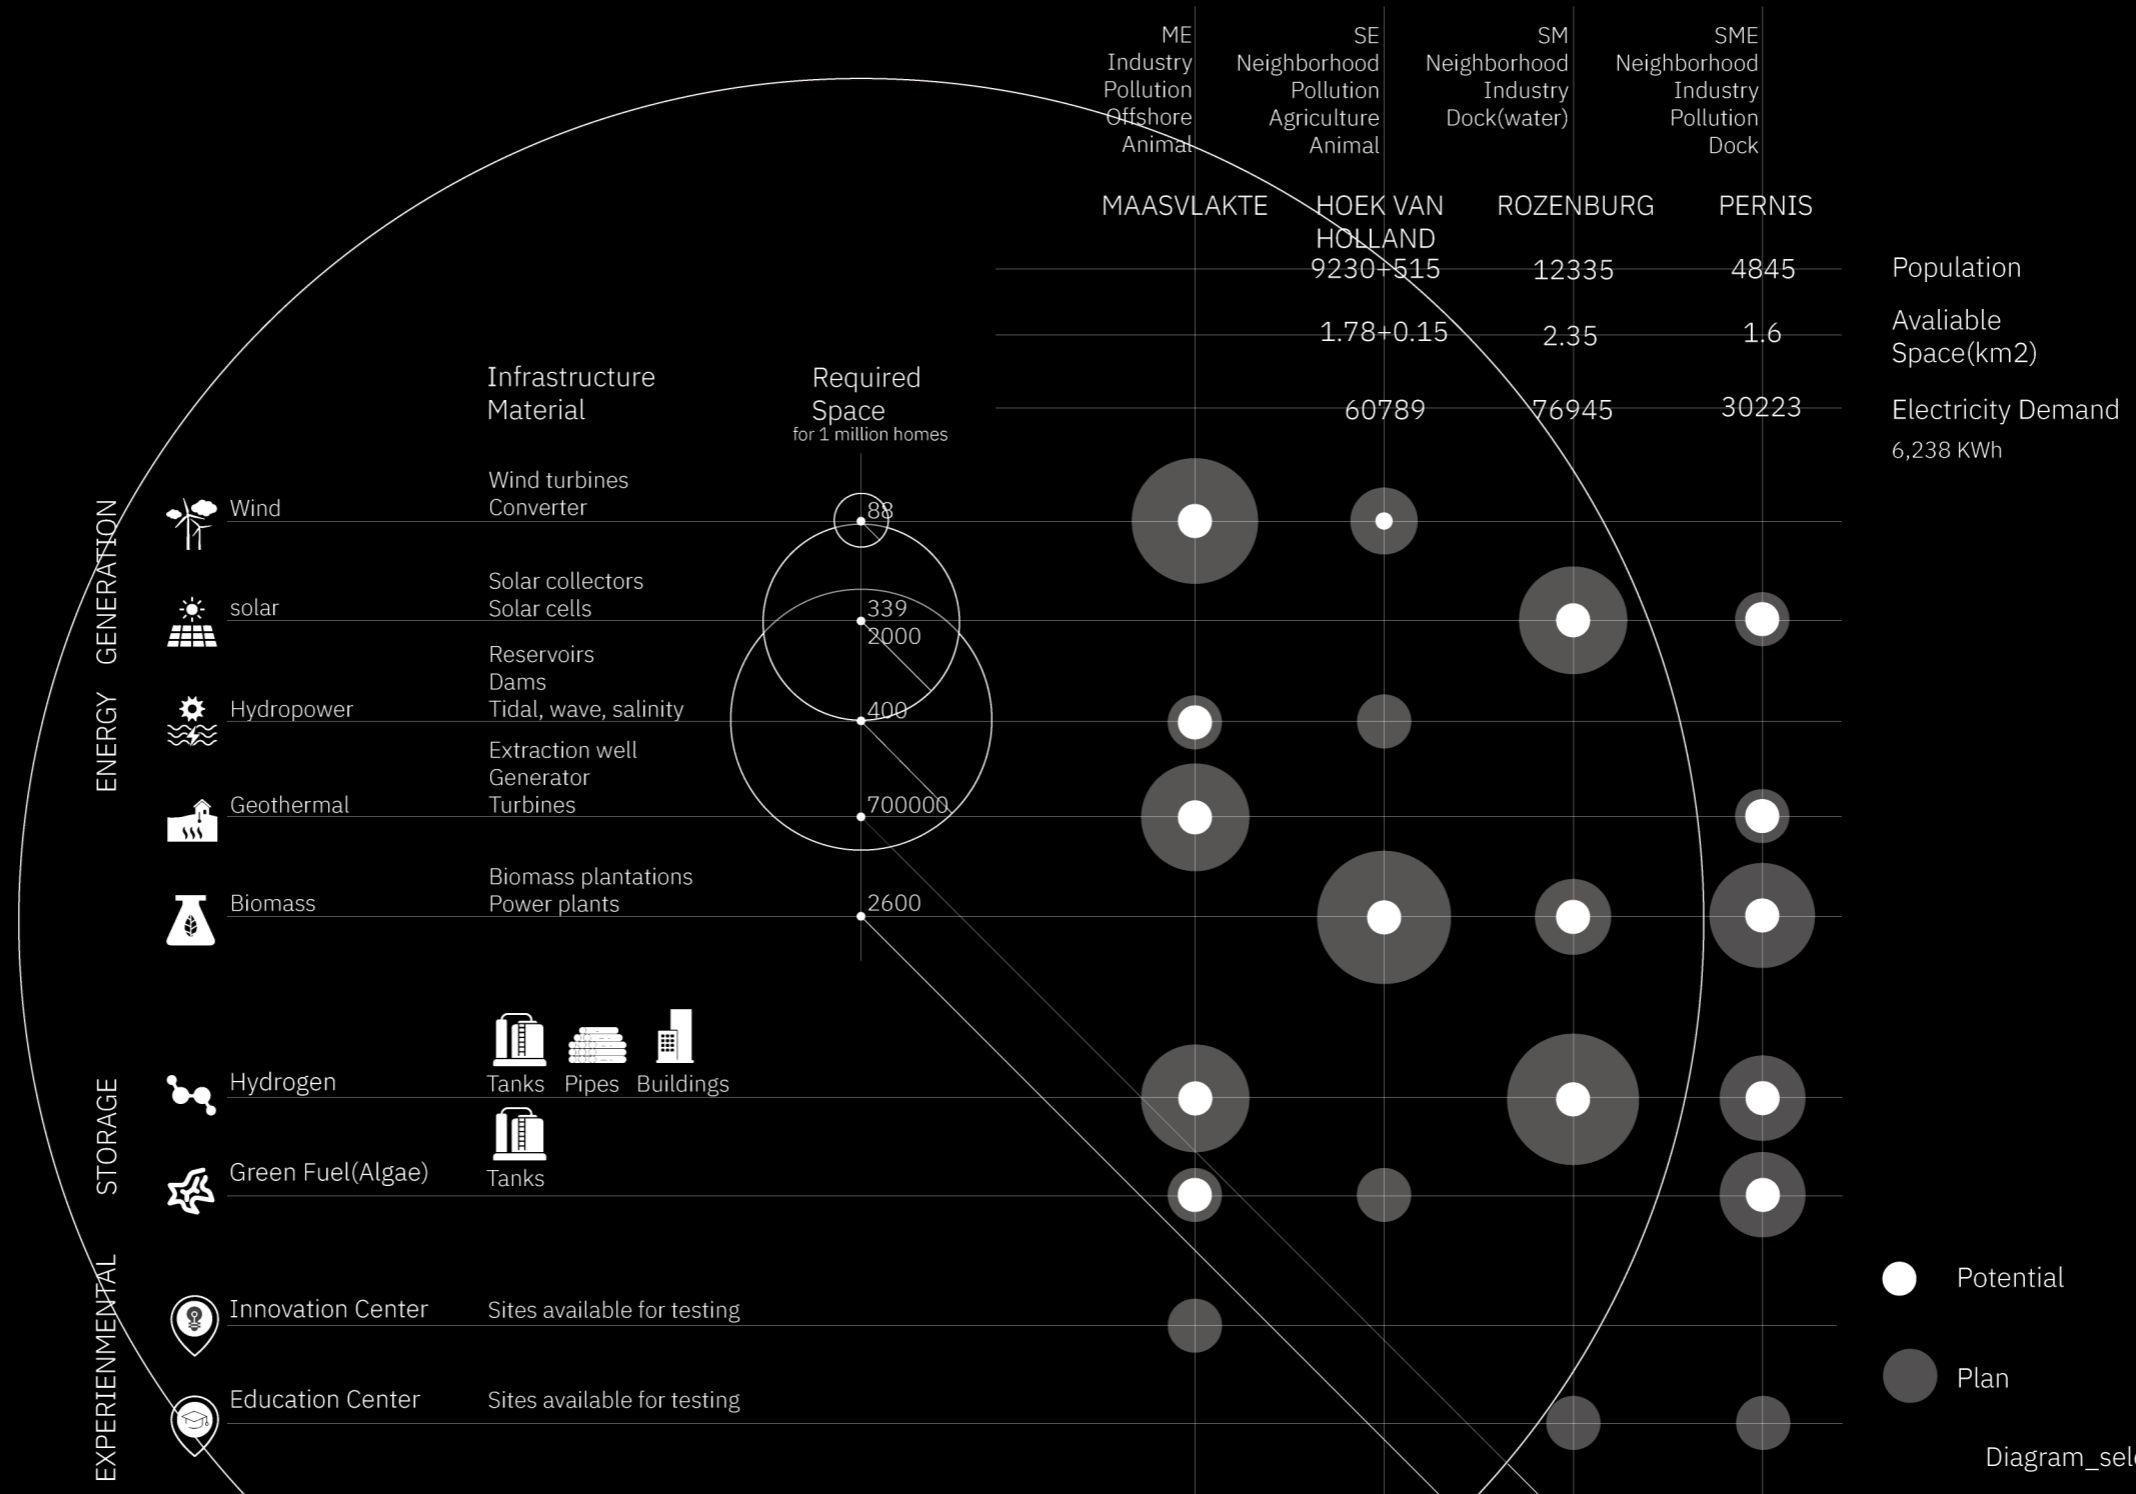 ME
Industry
Pollution
Offshore
Animal
SE
Neighborhood
Pollution
Agriculture
Animal
SM
Neighborhood
Industry
Dock(water)
SME
Neighborhood
Industry
Pollution
Dock
MAASVLAKTE
HOEK VAN
HOLLAND
ROZENBURG
PERNIS
9230+515
12335
4845
Population
1.78+0.15
2.35
1.6
Avaliable
Space(km2)
60789
76945
30223
Electricity Demand
6,238 KWh
Infrastructure
Material
Required
Space
for 1 million homes
ENERGY GENERATION
Wind
Wind turbines
Converter
88
solar
Solar collectors
Solar cells
339
2000
Hydropower
Reservoirs
Dams
Tidal, wave, salinity
400
Geothermal
Extraction well
Generator
Turbines
700000
Biomass
Biomass plantations
Power plants
2600
STORAGE
Hydrogen
Tanks
Pipes
Buildings
Green Fuel(Algae)
Tanks
EXPERIENMENTAL
Innovation Center
Sites available for testing
Education Center
Sites available for testing
Potential
Plan